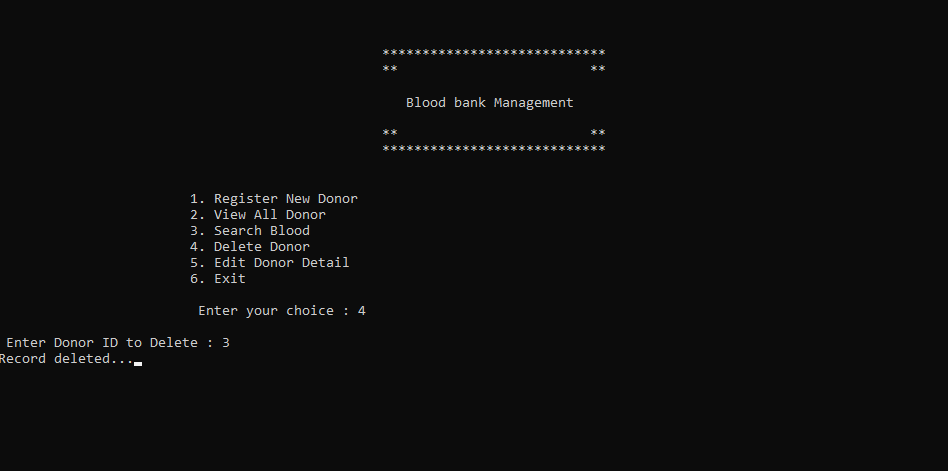 ****************************
** **
Blood bank Management
** **
****************************
1. Register New Donor
2. View All Donor
3. Search Blood
4. Delete Donor
5. Edit Donor Detail
6. Exit
Enter your choice : 4
Enter Donor ID to Delete : 3
Record deleted...